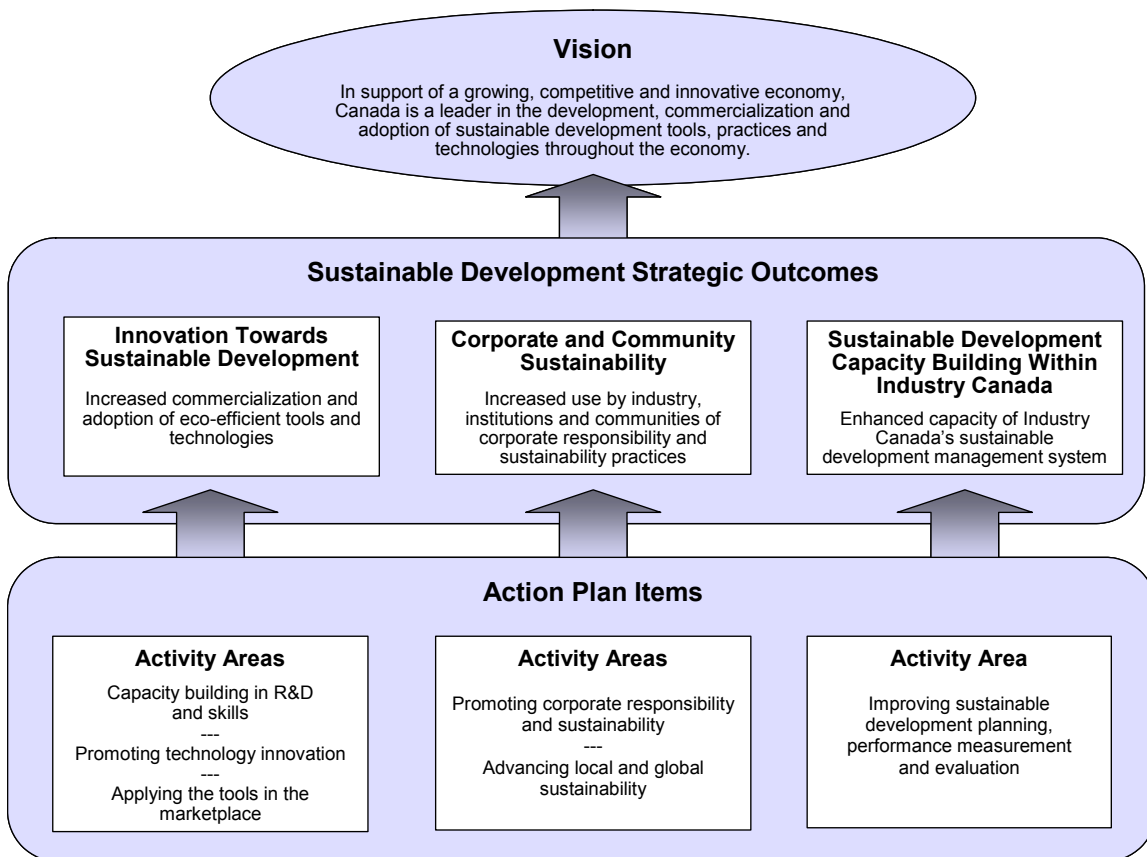 Vision
In support of a growing, competitive and innovative economy,
Canada is a leader in the development, commercialization and
adoption of sustainable development tools, practices and
technologies throughout the economy.
Sustainable Development Strategic Outcomes
Innovation Towards
Sustainable Development
Increased commercialization and
adoption of eco-efficient tools and
technologies
Corporate and Community
Sustainability
Increased use by industry,
institutions and communities of
corporate responsibility and
sustainability practices
Sustainable Development
Capacity Building Within
Industry Canada
Enhanced capacity of Industry
Canada's sustainable
development management system
Action Plan Items
Activity Areas
Capacity building in R&D
and skills
---
Promoting technology innovation
---
Applying the tools in the
marketplace
Activity Areas
Promoting corporate responsibility
and sustainability
---
Advancing local and global
sustainability
Activity Area
Improving sustainable
development planning,
performance measurement
and evaluation